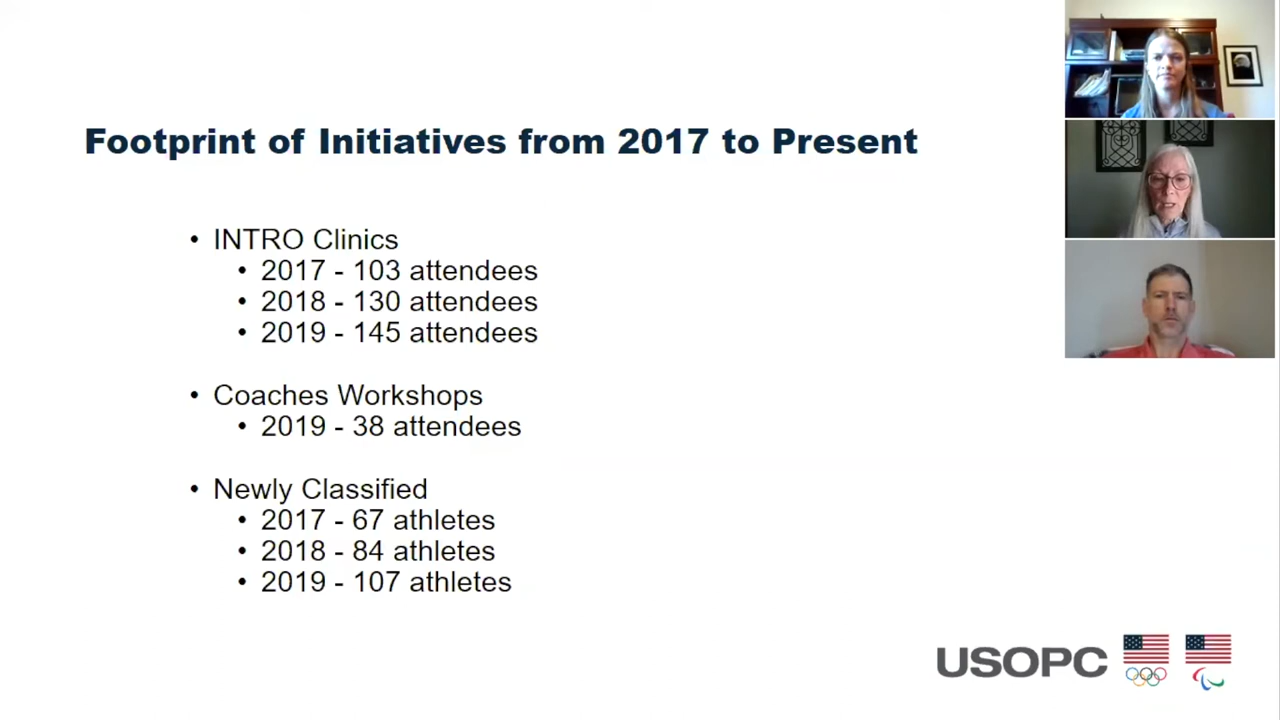 Footprint of Initiatives from 2017 to Present
• INTRO Clinics
• 2017 - 103 attendees
• 2018 - 130 attendees
• 2019 - 145 attendees
• Coaches Workshops
• 2019 - 38 attendees
• Newly Classified
• 2017 - 67 athletes
• 2018 - 84 athletes
• 2019 - 107 athletes
USOPC